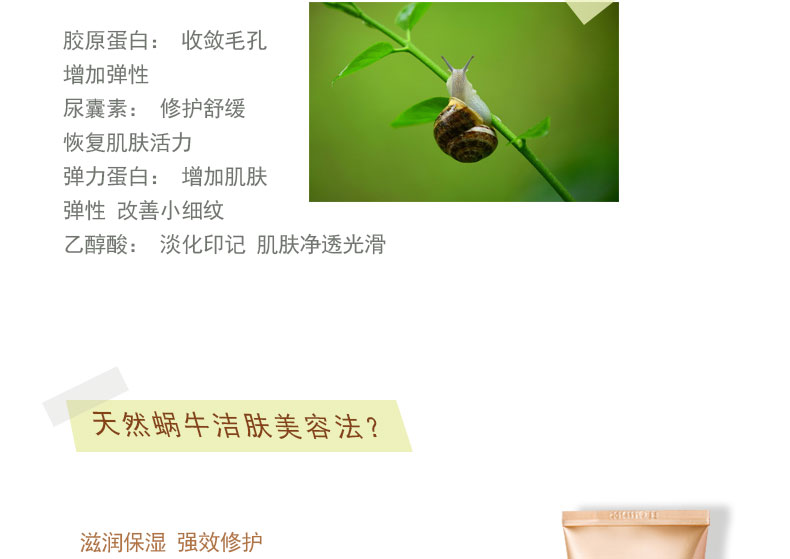 胶原蛋白： 收敛毛孔
增加弹性
尿囊素： 修护舒缓
恢复肌肤活力
弹力蛋白： 增加肌肤
弹性 改善小细纹
乙醇酸： 淡化印记 肌肤净透光滑
天然蜗牛洁肤美容法?
滋润保湿 强效修护